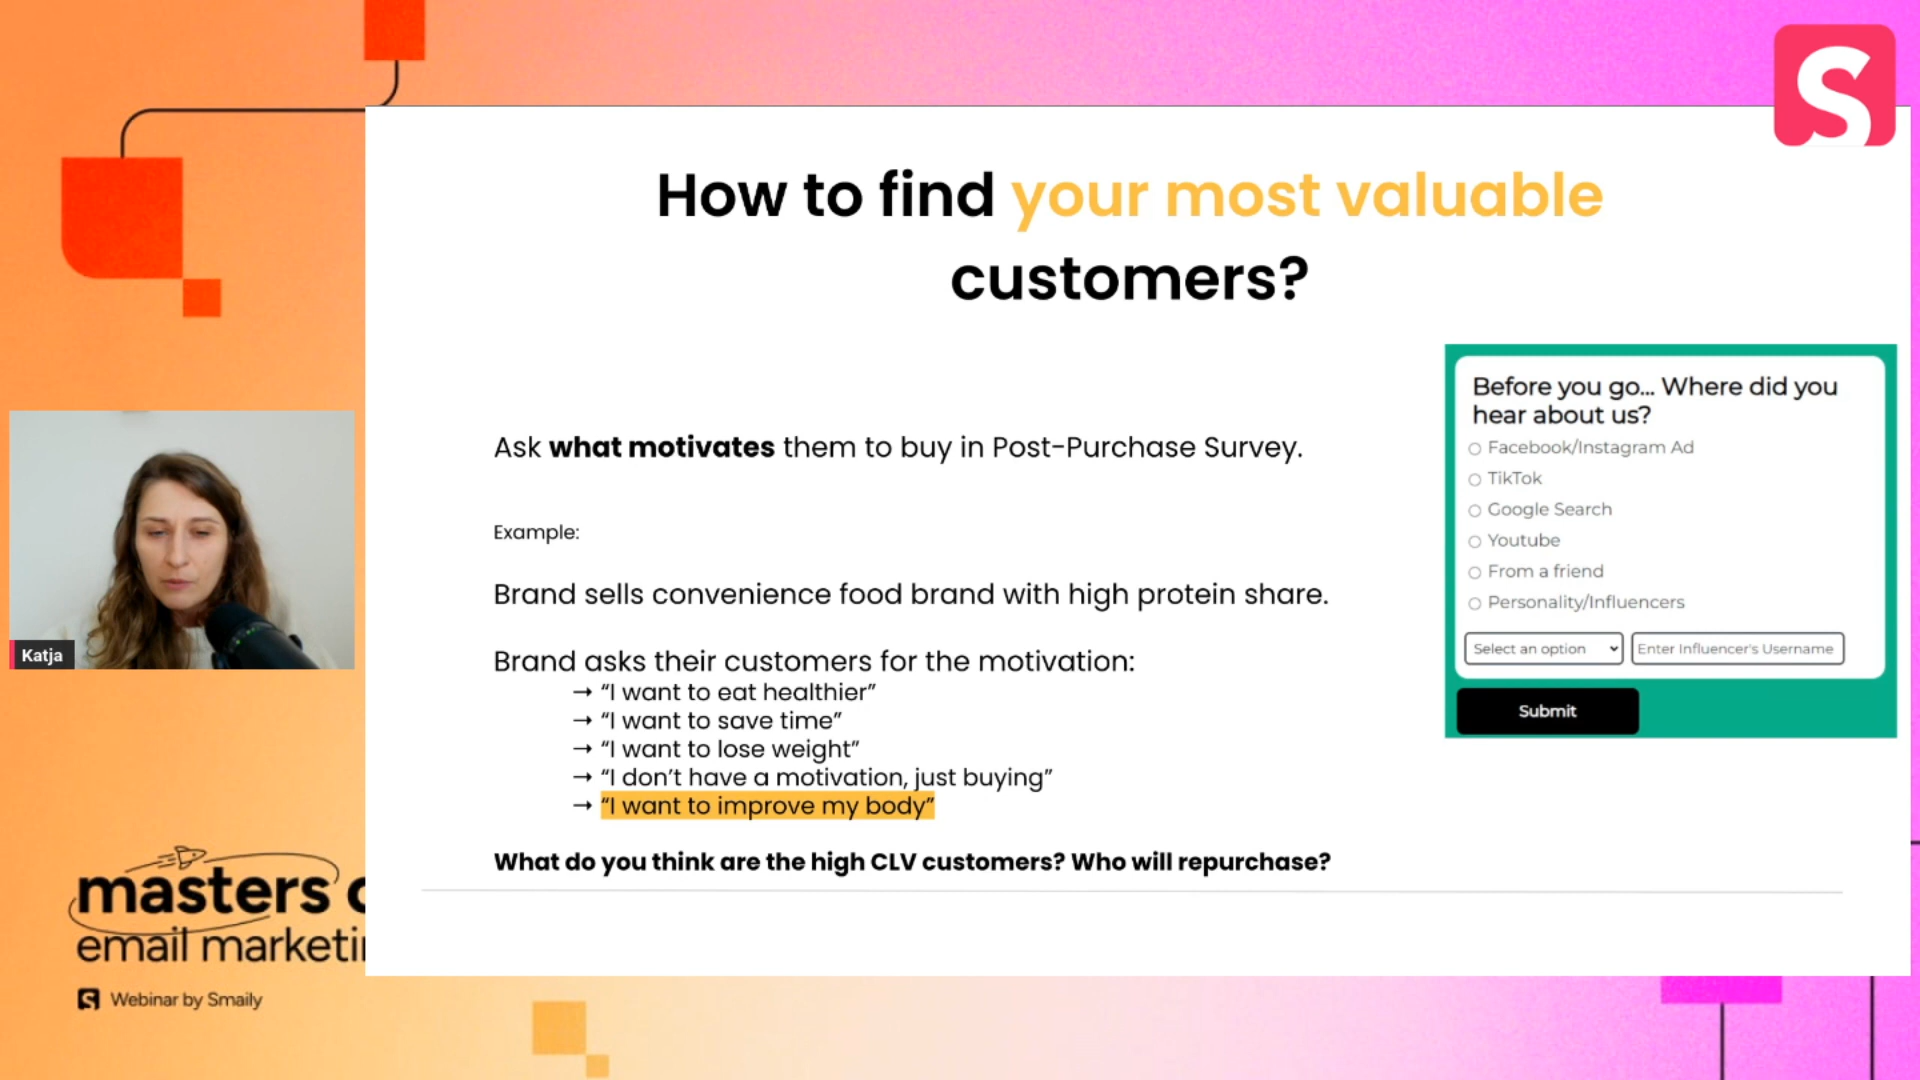 How to find your most valuable
customers?
Ask what motivates them to buy in Post-Purchase Survey.
Example:
Brand sells convenience food brand with high protein share.
Brand asks their customers for the motivation:
→ “I want to eat healthier”
→ “I want to save time”
→ “I want to lose weight”
→ “I don’t have a motivation, just buying”
→ “I want to improve my body”
What do you think are the high CLV customers? Who will repurchase?
Before you go... Where did you
hear about us?
Facebook/Instagram Ad
TikTok
Google Search
Youtube
From a friend
Personality/Influencers
Select an option
Enter Influencer's Username
Submit
Katja
masters
email marketi
Webinar by Smaily
S